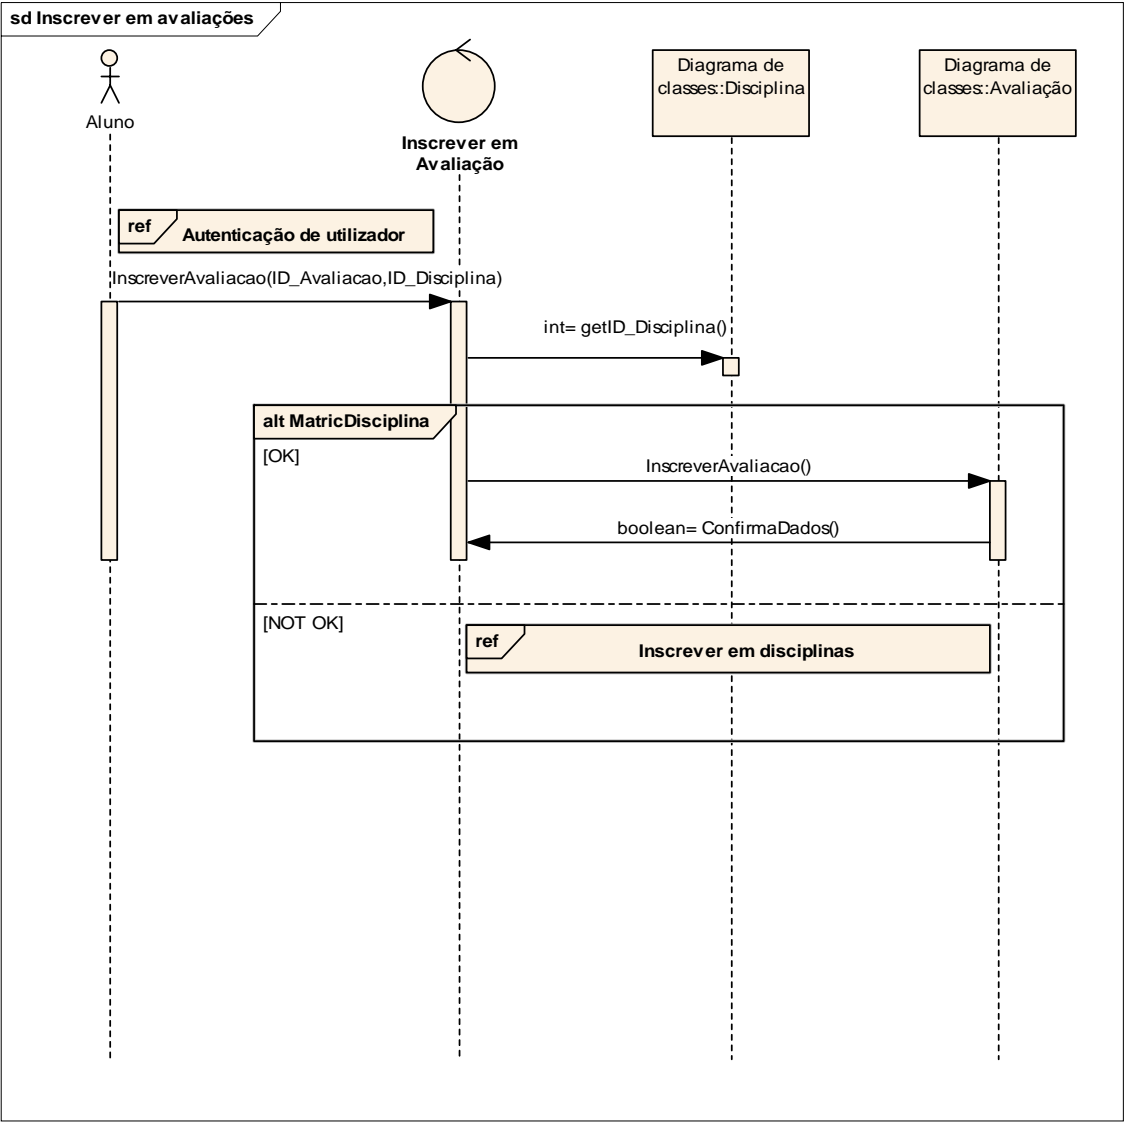 sd Inscrever em avaliações
Diagrama de
classes::Disciplina
Diagrama de
classes::Avaliação
Aluno
Inscrever em
Avaliação
ref
Autenticação de utilizador
InscreverAvaliacao(ID_Avaliacao,ID_Disciplina)
int= getID_Disciplina()
alt MatricDisciplina
[OK]
InscreverAvaliacao()
boolean= ConfirmaDados()
[NOT OK]
ref
Inscrever em disciplinas